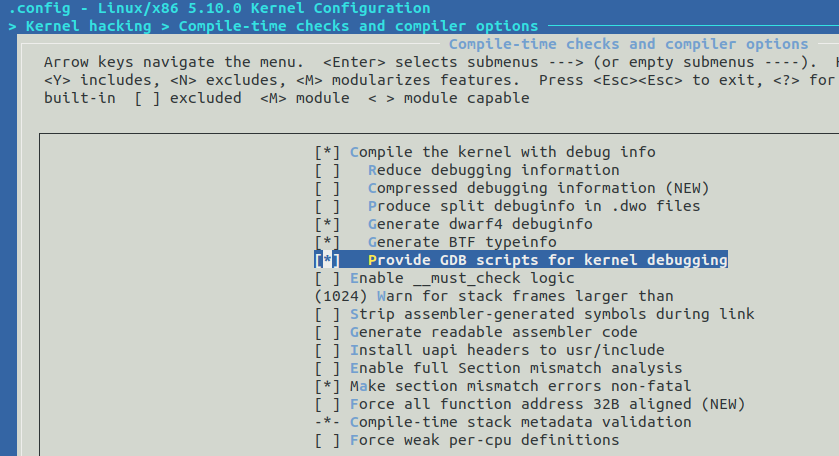 .config - Linux/x86 5.10.0 Kernel Configuration
> Kernel hacking > Compile-time checks and compiler options
Compile-time checks and compiler options
Arrow keys navigate the menu.  <Enter> selects submenus ---> (or empty submenus ----).
<Y> includes, <N> excludes, <M> modularizes features.  Press <Esc><Esc> to exit, <?> for
built-in  [ ] excluded  <M> module  < > module capable
[*] Compile the kernel with debug info
[ ]   Reduce debugging information
[ ]   Compressed debugging information (NEW)
[ ]   Produce split debuginfo in .dwo files
[*]   Generate dwarf4 debuginfo
[*]   Generate BTF typeinfo
[*]   Provide GDB scripts for kernel debugging
[ ] Enable __must_check logic
(1024) Warn for stack frames larger than
[ ] Strip assembler-generated symbols during link
[ ] Generate readable assembler code
[ ] Install uapi headers to usr/include
[ ] Enable full Section mismatch analysis
[*] Make section mismatch errors non-fatal
[ ] Force all function address 32B aligned (NEW)
-*- Compile-time stack metadata validation
[ ] Force weak per-cpu definitions